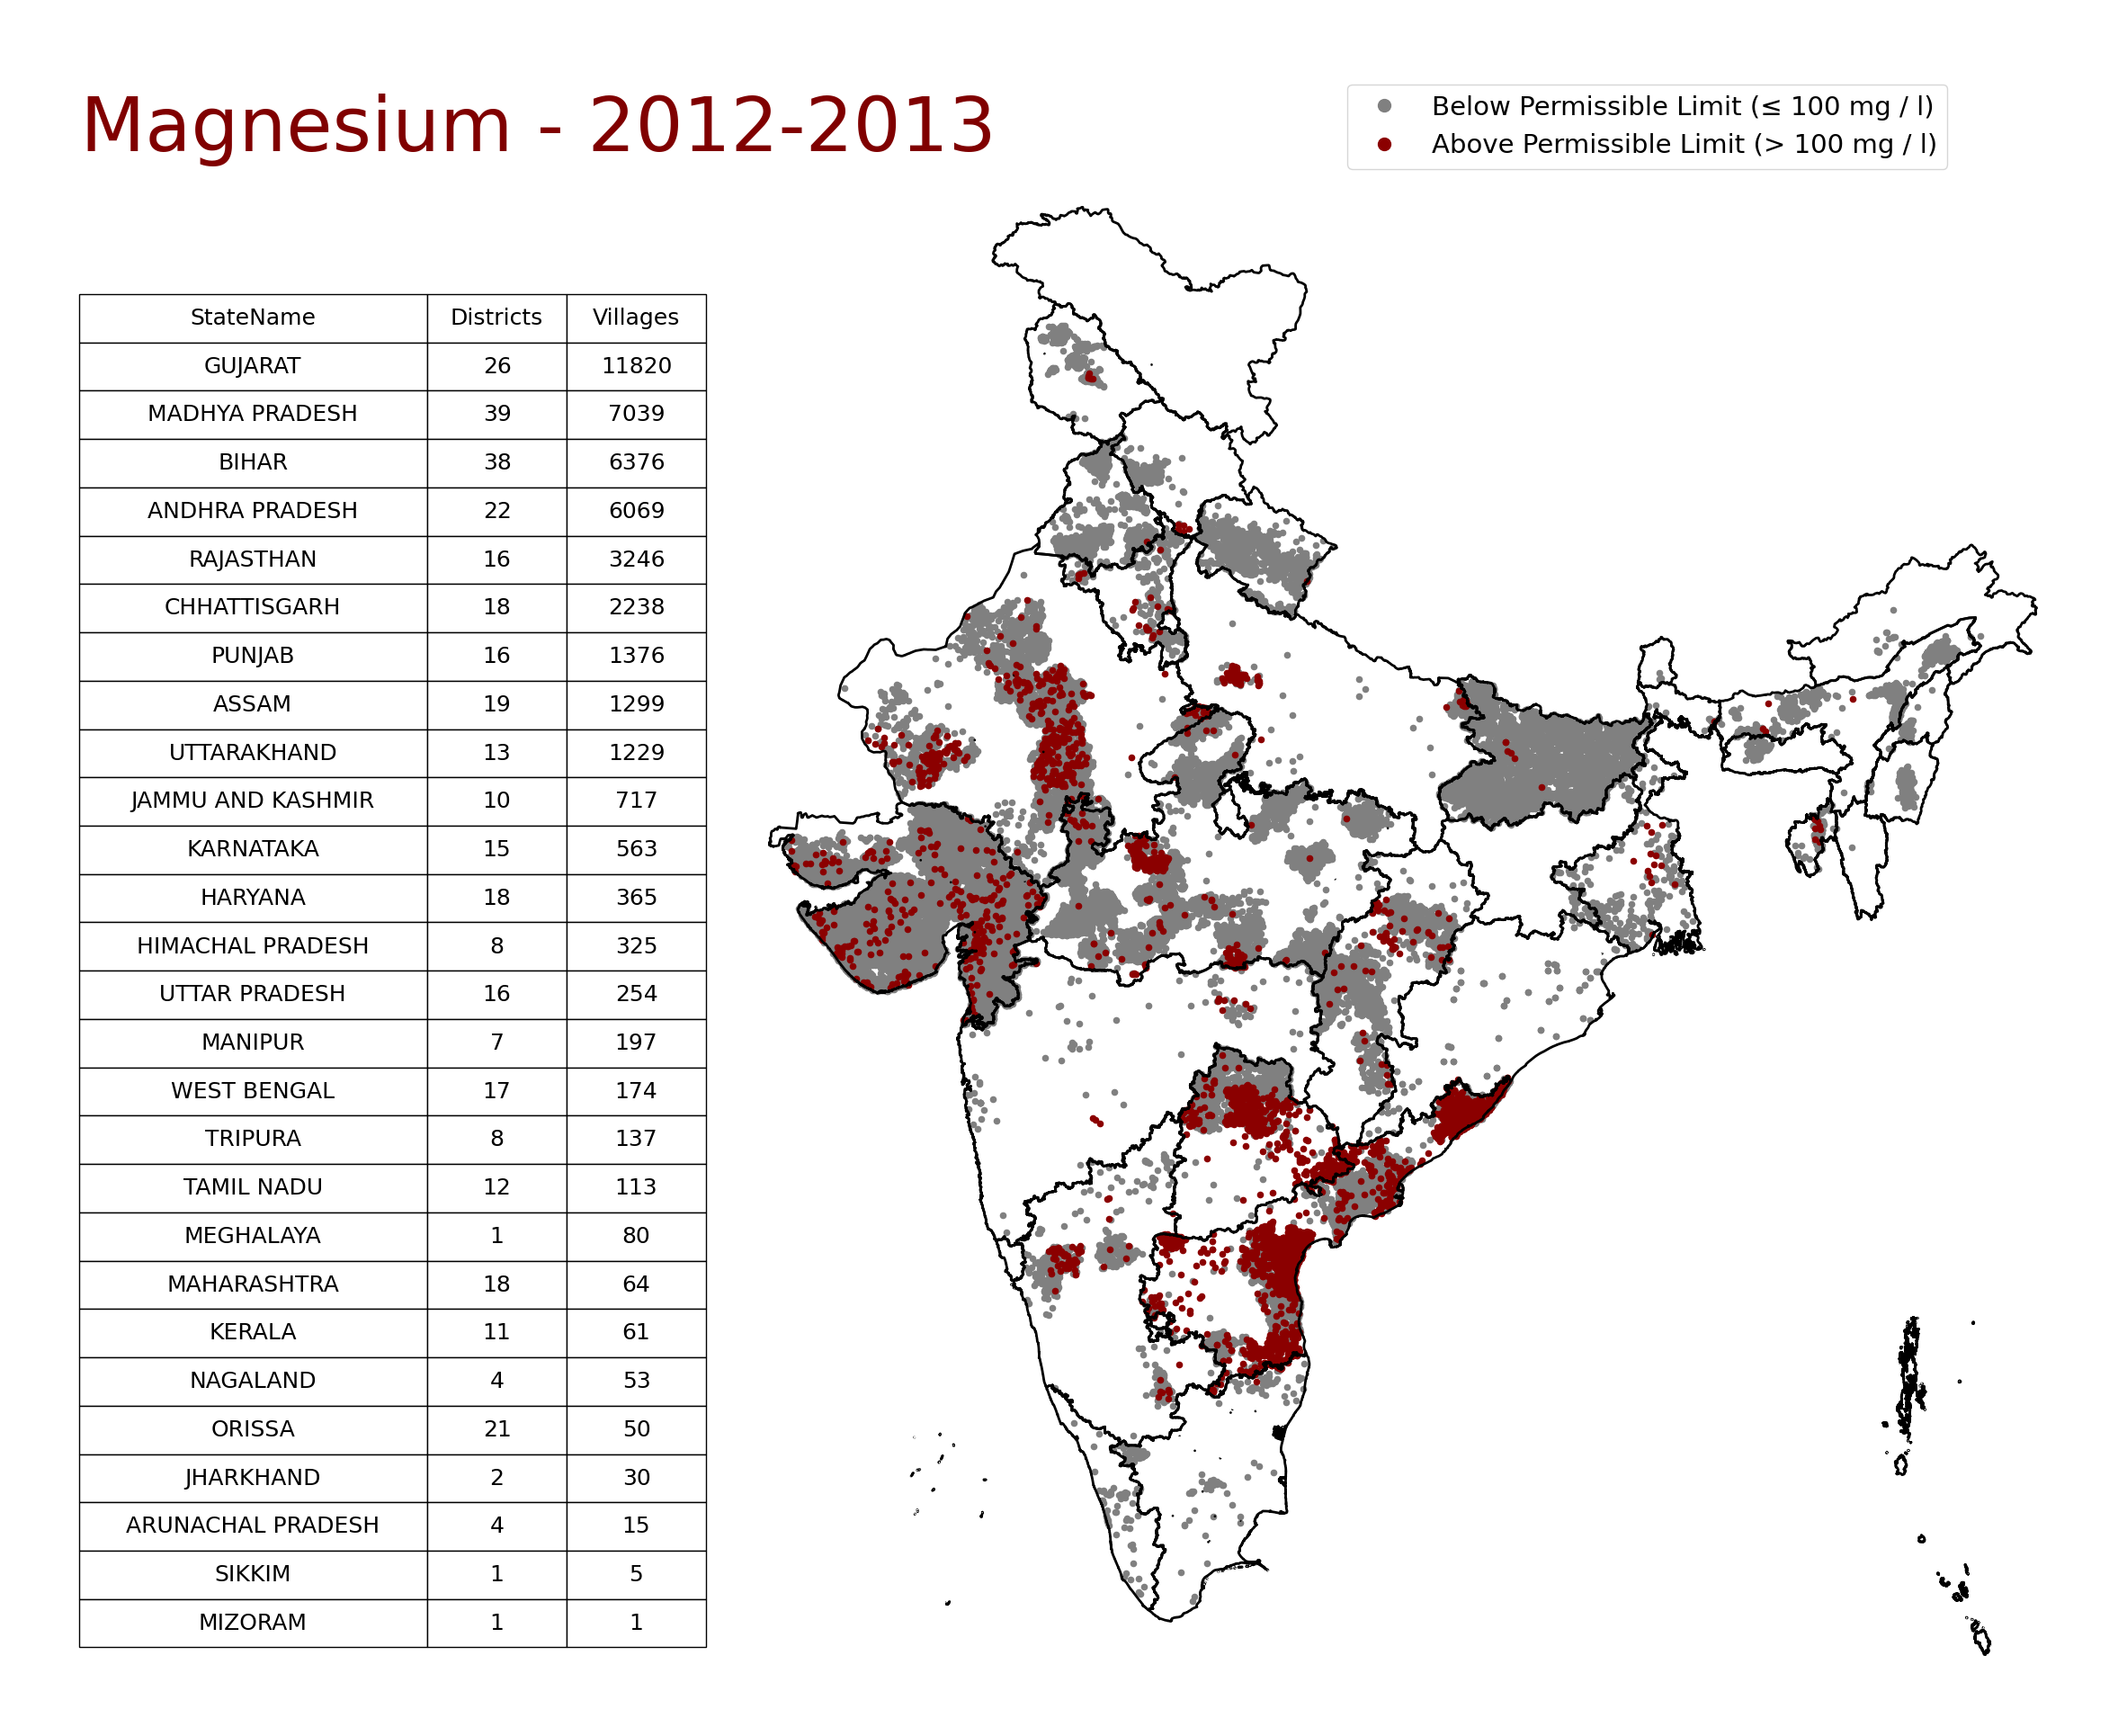 Magnesium - 2012-2013
Below Permissible Limit (≤ 100 mg / l)
Above Permissible Limit (> 100 mg / l)
StateName Districts Villages
GUJARAT 26 11820
MADHYA PRADESH 39 7039
BIHAR 38 6376
ANDHRA PRADESH 22 6069
RAJASTHAN 16 3246
CHHATTISGARH 18 2238
PUNJAB 16 1376
ASSAM 19 1299
UTTARAKHAND 13 1229
JAMMU AND KASHMIR 10 717
KARNATAKA 15 563
HARYANA 18 365
HIMACHAL PRADESH 8 325
UTTAR PRADESH 16 254
MANIPUR 7 197
WEST BENGAL 17 174
TRIPURA 8 137
TAMIL NADU 12 113
MEGHALAYA 1 80
MAHARASHTRA 18 64
KERALA 11 61
NAGALAND 4 53
ORISSA 21 50
JHARKHAND 2 30
ARUNACHAL PRADESH 4 15
SIKKIM 1 5
MIZORAM 1 1